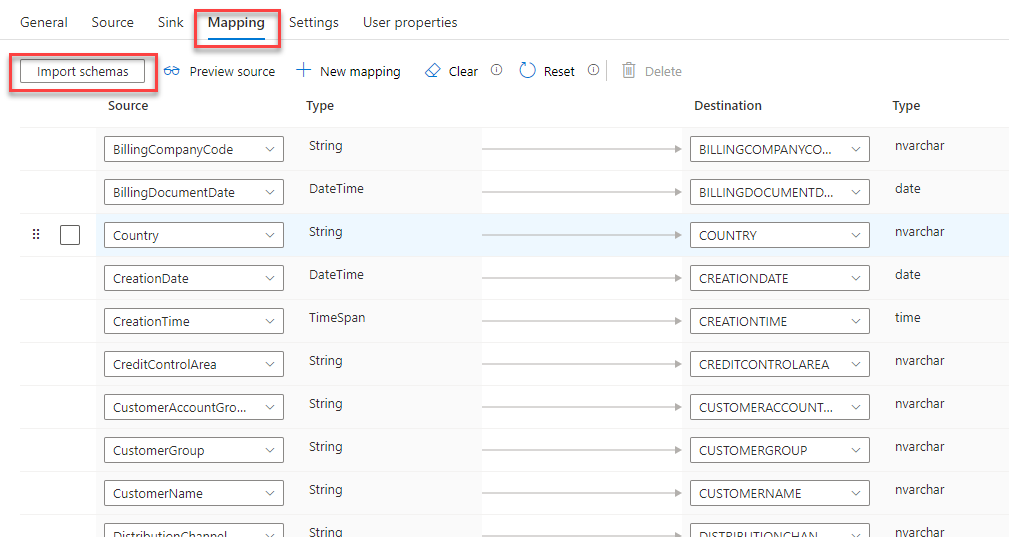 General Source Sink Mapping Settings User properties
Import schemas Preview source New mapping Clear Reset Delete
Source Type Destination Type
BillingCompanyCode String BILLINGCOMPANYCO... nvarchar
BillingDocumentDate DateTime BILLINGDOCUMENTD... date
Country String COUNTRY nvarchar
CreationDate DateTime CREATIONDATE date
CreationTime TimeSpan CREATIONTIME time
CreditControlArea String CREDITCONTROLAREA nvarchar
CustomerAccountGro... String CUSTOMERACCOUNT... nvarchar
CustomerGroup String CUSTOMERGROUP nvarchar
CustomerName String CUSTOMERNAME nvarchar
DistributionChannel String DISTRIBUTIONCHAN... nvarchar